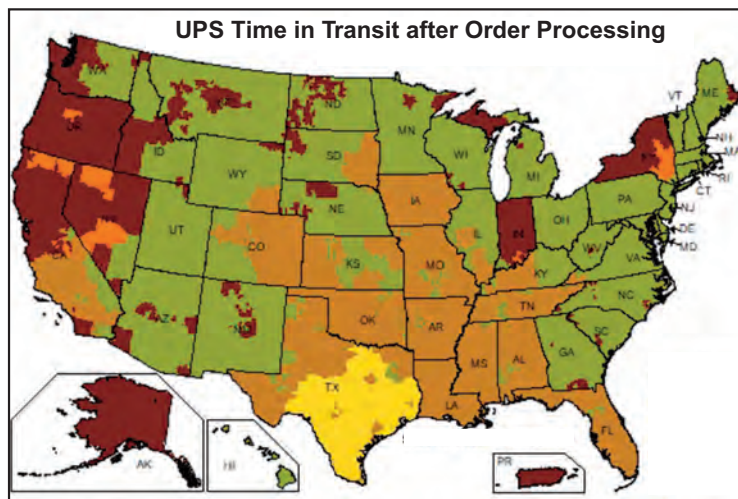 UPS Time in Transit after Order Processing
WA
ND
ME
VT
MN
OR
NH
ID
SD
WI
MA
WY
MI
RI
CT
IA
PA
NJ
NE
OH
DE
UT
IL
IN
MD
CO
WV
VA
CA
KS
MO
KY
NC
TN
OK
AZ
AR
SC
MS
AL
GA
TX
LA
FL
AK
HI
PR